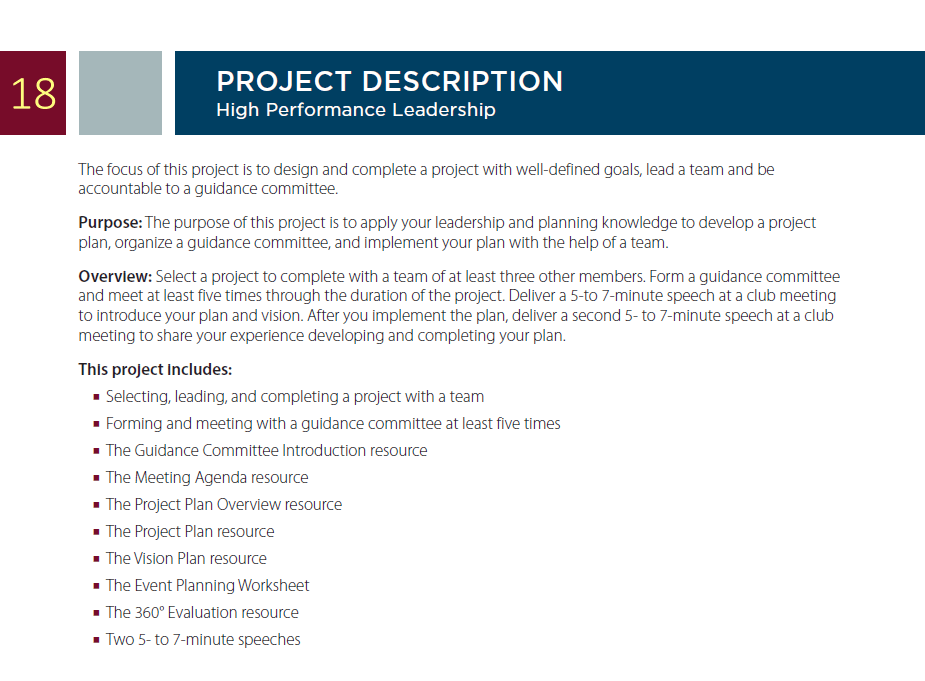 18
PROJECT DESCRIPTION
High Performance Leadership
The focus of this project is to design and complete a project with well-defined goals, lead a team and be
accountable to a guidance committee.
Purpose: The purpose of this project is to apply your leadership and planning knowledge to develop a project
plan, organize a guidance committee, and implement your plan with the help of a team.
Overview: Select a project to complete with a team of at least three other members. Form a guidance committee
and meet at least five times through the duration of the project. Deliver a 5-to 7-minute speech at a club meeting
to introduce your plan and vision. After you implement the plan, deliver a second 5- to 7-minute speech at a club
meeting to share your experience developing and completing your plan.
This project includes:
▪ Selecting, leading, and completing a project with a team
▪ Forming and meeting with a guidance committee at least five times
▪ The Guidance Committee Introduction resource
▪ The Meeting Agenda resource
▪ The Project Plan Overview resource
▪ The Project Plan resource
▪ The Vision Plan resource
▪ The Event Planning Worksheet
▪ The 360° Evaluation resource
▪ Two 5- to 7-minute speeches